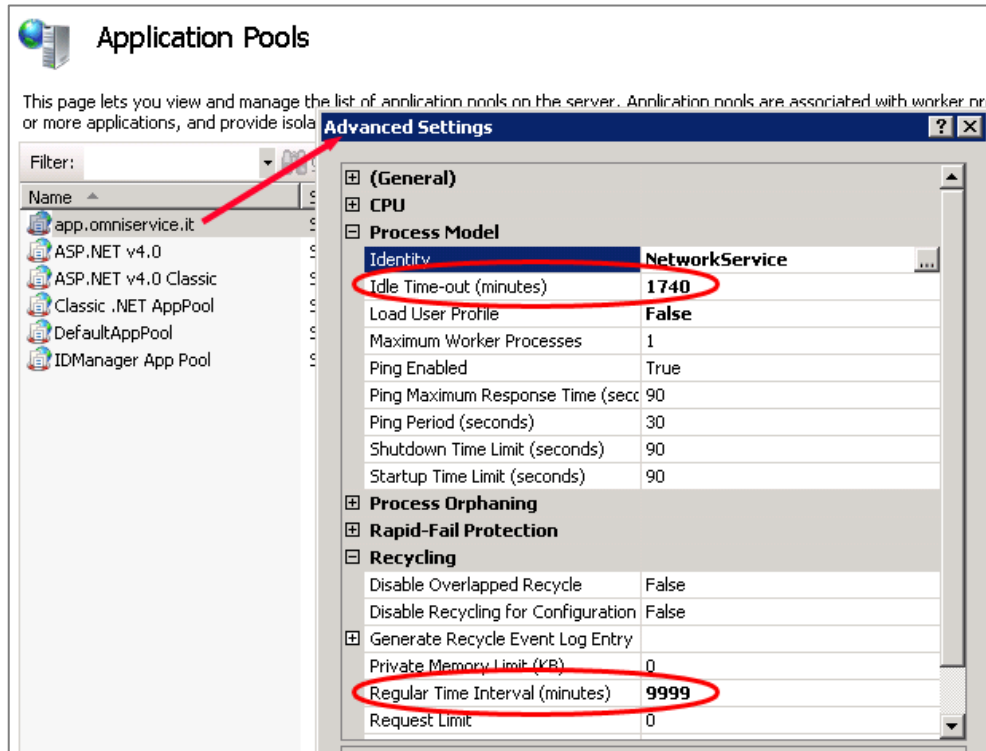 Application Pools
This page lets you view and manage the list of application pools on the server. Application pools are associated with worker pr
or more applications, and provide isola
Advanced Settings
Filter:
Name
app.omniservice.it
ASP.NET v4.0
ASP.NET v4.0 Classic
Classic .NET AppPool
DefaultAppPool
IDManager App Pool
(General)
CPU
Process Model
Identity NetworkService ...
Idle Time-out (minutes) 1740
Load User Profile False
Maximum Worker Processes 1
Ping Enabled True
Ping Maximum Response Time (secc 90
Ping Period (seconds) 30
Shutdown Time Limit (seconds) 90
Startup Time Limit (seconds) 90
Process Orphaning
Rapid-Fail Protection
Recycling
Disable Overlapped Recycle False
Disable Recycling for Configuration False
Generate Recycle Event Log Entry
Private Memory Limit (KB) 0
Regular Time Interval (minutes) 9999
Request Limit 0